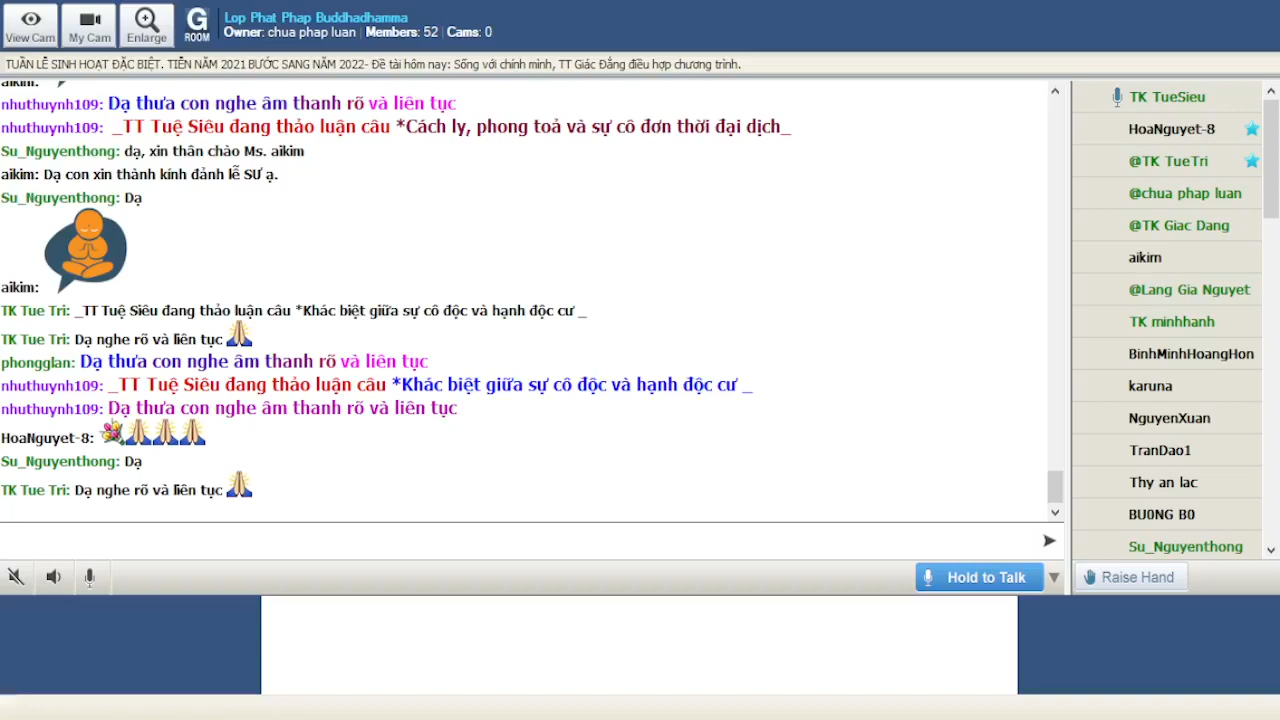 View Cam
My Cam
Enlarge
G
ROOM
Lop Phat Phap Buddhadhamma
Owner: chua phap luan | Members: 52 | Cams: 0
TUẦN LỄ SINH HOẠT ĐẶC BIỆT. TIỄN NĂM 2021 BƯỚC SANG NĂM 2022- Đề tài hôm nay: Sống với chính mình, TT Giác Đẳng điều hợp chương trình.
aikim:
nhuthuynh109: Dạ thưa con nghe âm thanh rõ và liên tục
nhuthuynh109: _TT Tuệ Siêu đang thảo luận câu *Cách ly, phong toả và sự cô đơn thời đại dịch_
Su_Nguyenthong: dạ, xin thân chào Ms. aikim
aikim: Dạ con xin thành kính đảnh lễ SƯ ạ.
Su_Nguyenthong: Dạ
aikim:
TK Tue Tri: _TT Tuệ Siêu đang thảo luận câu *Khác biệt giữa sự cô độc và hạnh độc cư _
TK Tue Tri: Dạ nghe rõ và liên tục
phongglan: Dạ thưa con nghe âm thanh rõ và liên tục
nhuthuynh109: _TT Tuệ Siêu đang thảo luận câu *Khác biệt giữa sự cô độc và hạnh độc cư _
nhuthuynh109: Dạ thưa con nghe âm thanh rõ và liên tục
HoaNguyet-8:
Su_Nguyenthong: Dạ
TK Tue Tri: Dạ nghe rõ và liên tục
Hold to Talk
TK TueSieu
HoaNguyet-8
@TK TueTri
@chua phap luan
@TK Giac Dang
aikim
@Lang Gia Nguyet
TK minhhanh
BinhMinhHoangHon
karuna
NguyenXuan
TranDao1
Thy an lac
BU0NG B0
Su_Nguyenthong
Raise Hand